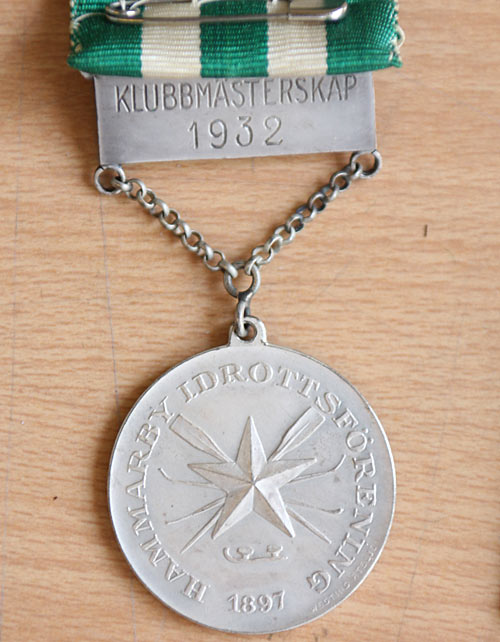 KLUBBMÄSTERSKAP
1932
HAMMARBY IDROTTSFÖRENING
1897